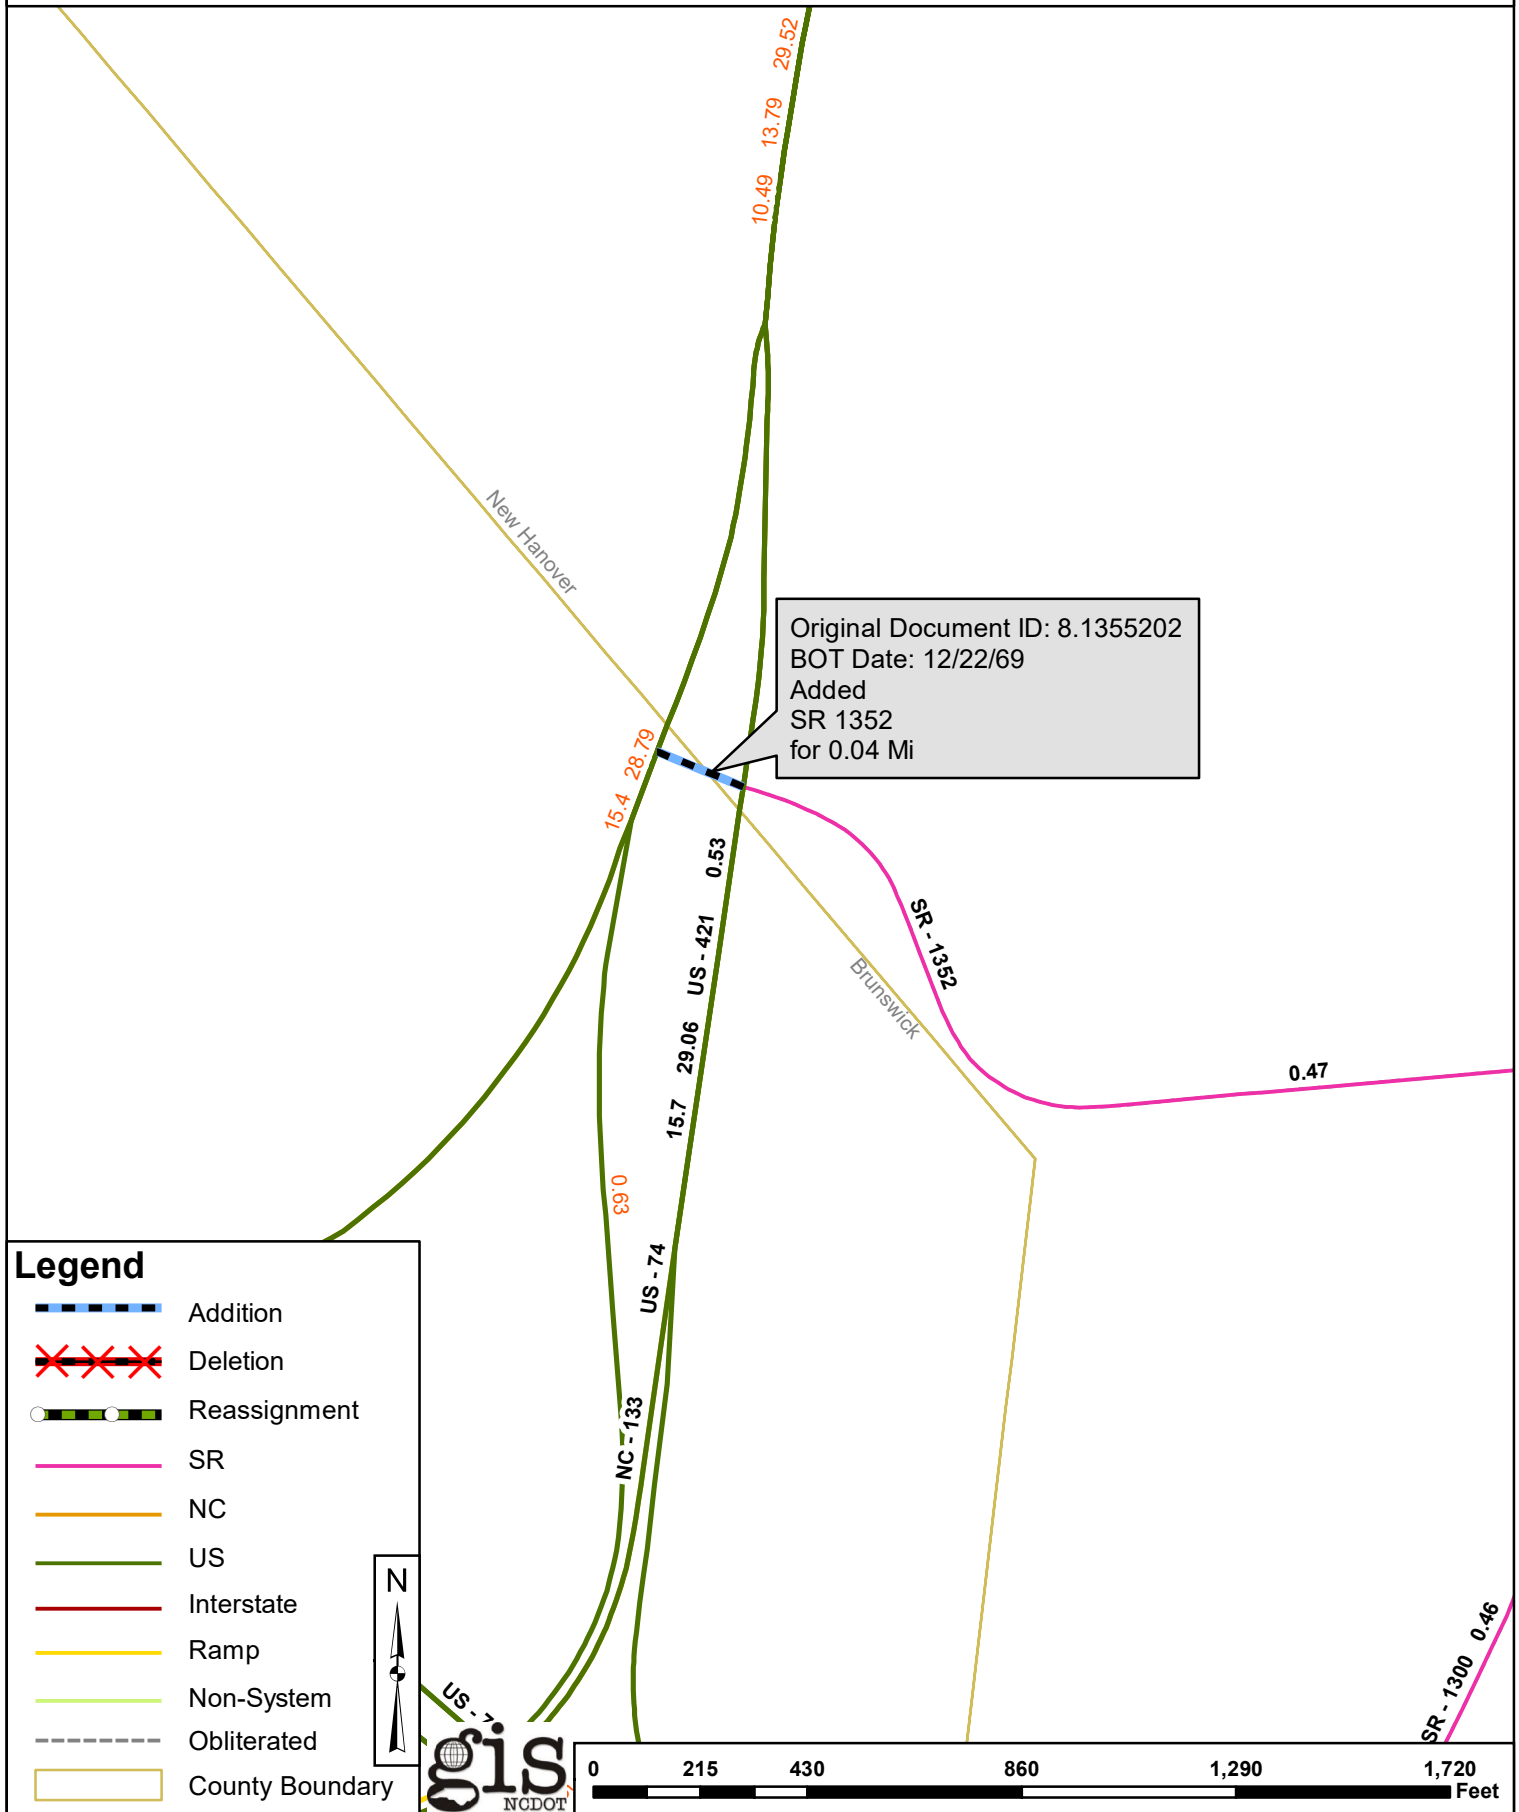 29.52
13.79
10.49
New Hanover
Original Document ID: 8.1355202
BOT Date: 12/22/69
Added
SR 1352
for 0.04 Mi
28.79
15.4
0.53
US - 421
SR - 1352
Brunswick
29.06
0.47
15.7
0.63
US - 74
NC - 133
Legend
Addition
Deletion
Reassignment
SR
NC
US
Interstate
Ramp
Non-System
Obliterated
County Boundary
N
US - 7
gis
NCDOT
SR - 1300 0.46
0 215 430 860 1,290 1,720
Feet